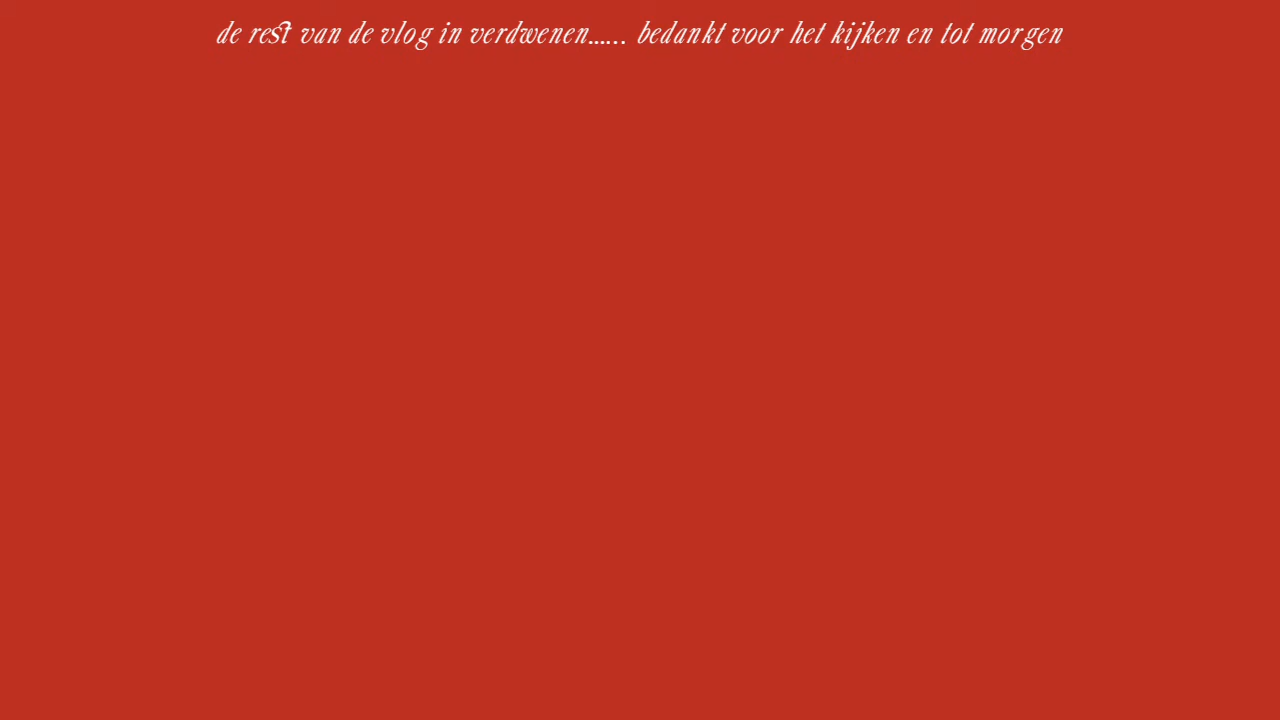 de rest van de vlog in verdwenen...... bedankt voor het kijken en tot morgen